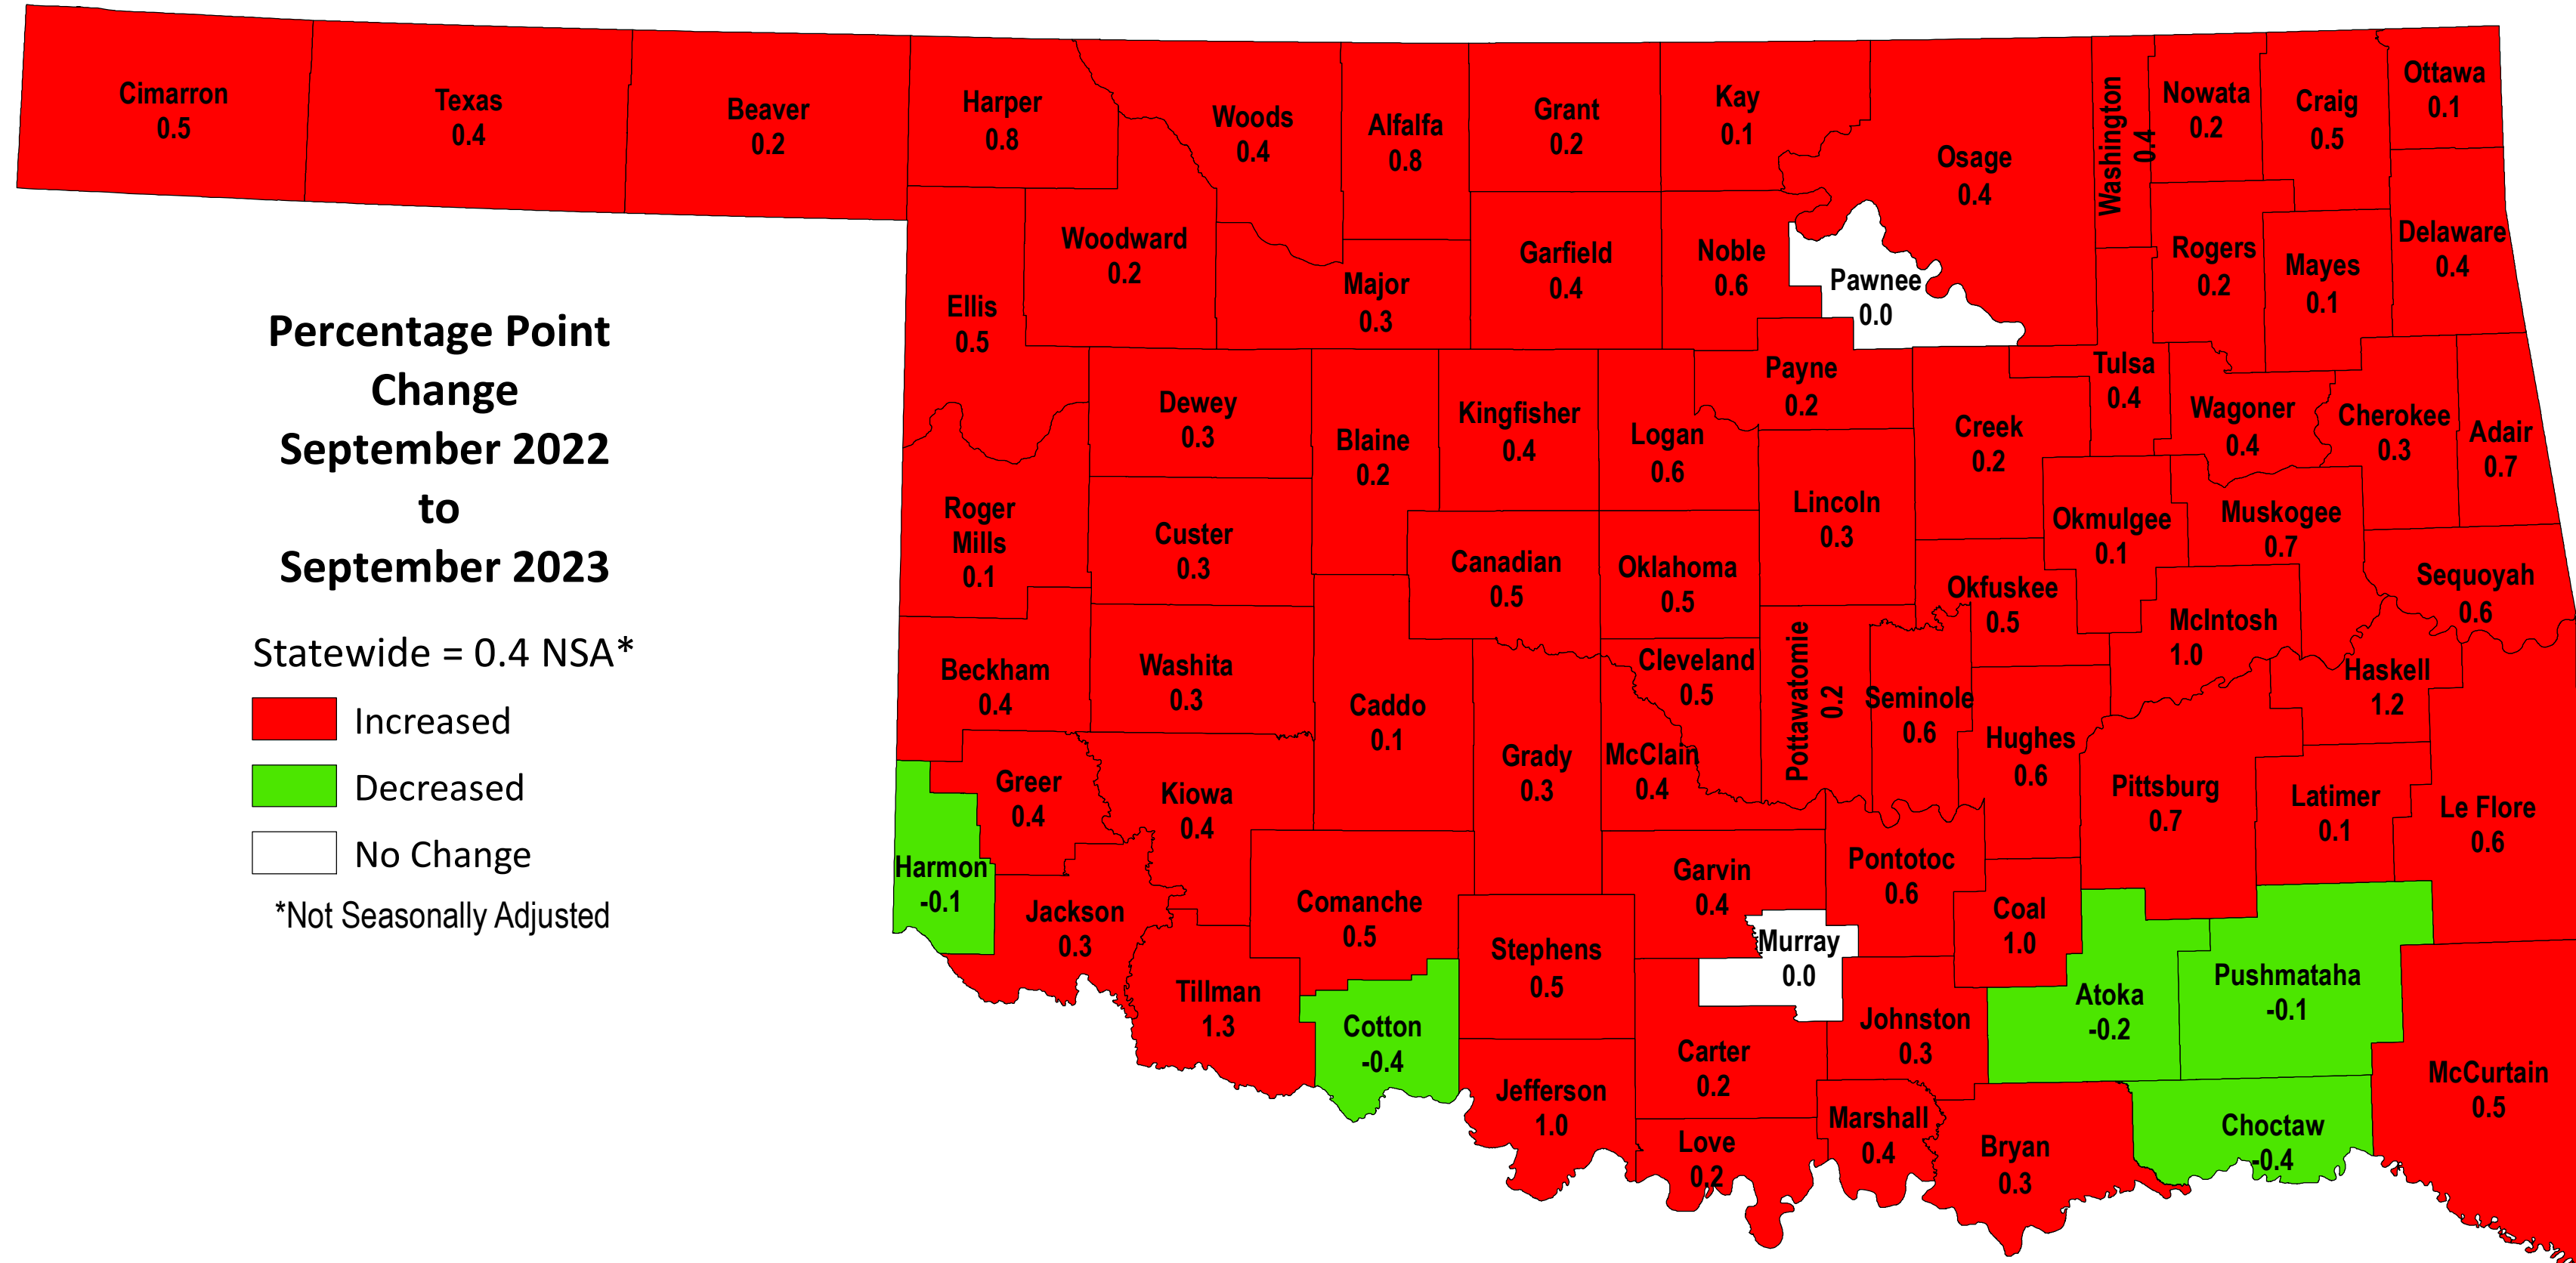 Cimarron
0.5
Texas
0.4
Beaver
0.2
Harper
0.8
Woods
0.4
Alfalfa
0.8
Grant
0.2
Kay
0.1
Osage
0.4
Washington
0.4
Nowata
0.2
Craig
0.5
Ottawa
0.1
Ellis
0.5
Woodward
0.2
Major
0.3
Garfield
0.4
Noble
0.6
Pawnee
0.0
Rogers
0.2
Mayes
0.1
Delaware
0.4
Percentage Point
Change
September 2022
to
September 2023
Statewide = 0.4 NSA*
Increased
Decreased
No Change
*Not Seasonally Adjusted
Dewey
0.3
Blaine
0.2
Kingfisher
0.4
Logan
0.6
Payne
0.2
Creek
0.2
Tulsa
0.4
Wagoner
0.4
Cherokee
0.3
Adair
0.7
Roger
Mills
0.1
Custer
0.3
Canadian
0.5
Oklahoma
0.5
Lincoln
0.3
Okfuskee
0.5
Okmulgee
0.1
Muskogee
0.7
McIntosh
1.0
Sequoyah
0.6
Beckham
0.4
Washita
0.3
Caddo
0.1
Grady
0.3
Cleveland
0.5
McClain
0.4
Pottawatomie
0.2
Seminole
0.6
Hughes
0.6
Pittsburg
0.7
Haskell
1.2
Latimer
0.1
Le Flore
0.6
Harmon
-0.1
Greer
0.4
Kiowa
0.4
Jackson
0.3
Comanche
0.5
Tillman
1.3
Cotton
-0.4
Stephens
0.5
Jefferson
1.0
Garvin
0.4
Murray
0.0
Pontotoc
0.6
Coal
1.0
Carter
0.2
Johnston
0.3
Love
0.2
Marshall
0.4
Bryan
0.3
Atoka
-0.2
Pushmataha
-0.1
Choctaw
-0.4
McCurtain
0.5